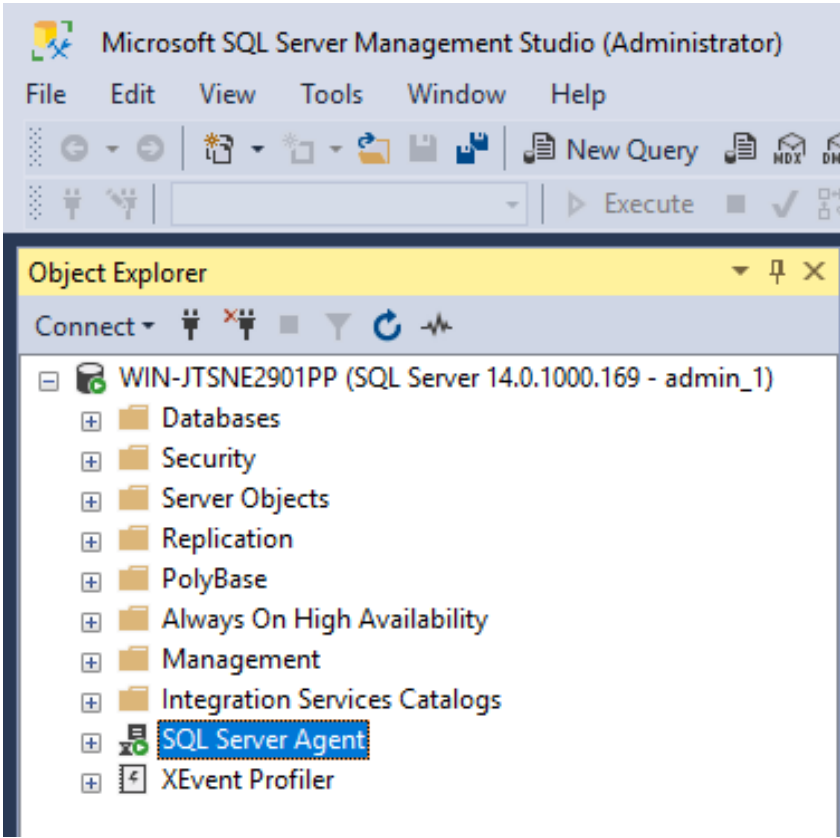 Microsoft SQL Server Management Studio (Administrator)
File Edit View Tools Window Help
New Query MDX
Execute
Object Explorer
Connect
WIN-JTSNE2901PP (SQL Server 14.0.1000.169 - admin_1)
Databases
Security
Server Objects
Replication
PolyBase
Always On High Availability
Management
Integration Services Catalogs
SQL Server Agent
XEvent Profiler